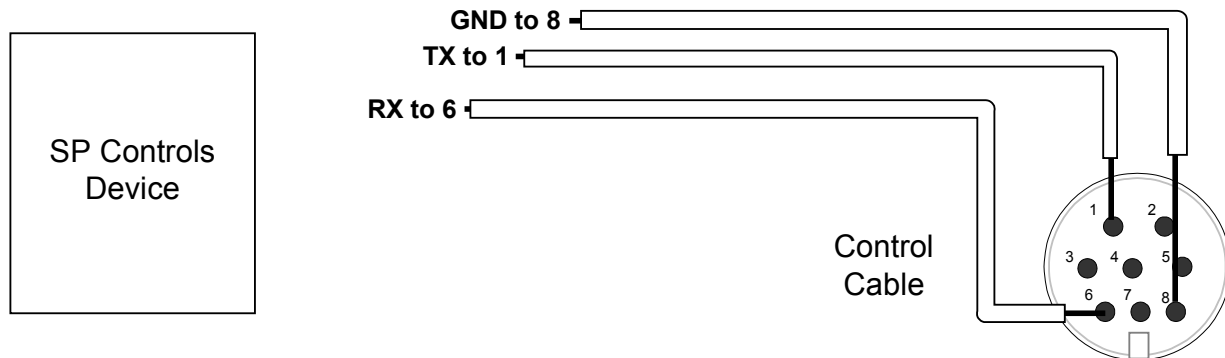 GND to 8
TX to 1
RX to 6
SP Controls
Device
Control
Cable
1
2
3
4
5
6
7
8